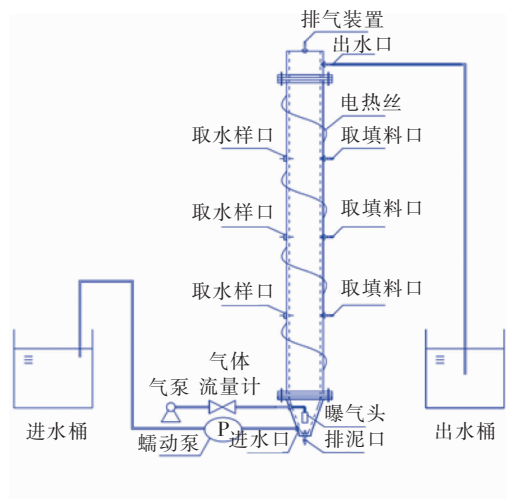 排气装置
出水口
电热丝
取水样口
取填料口
取水样口
取填料口
取水样口
取填料口
气体
流量计
气泵
曝气头
进水桶
蠕动泵
P
进水口
排泥口
出水桶